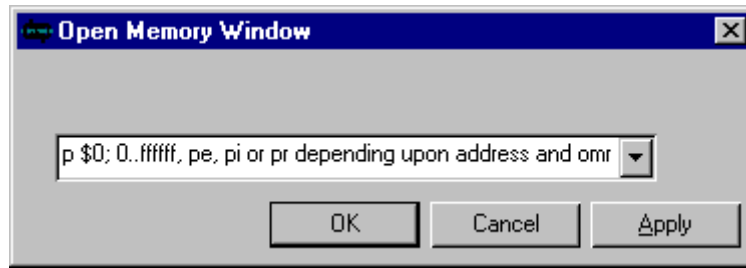 Open Memory Window
p $0; 0..ffffff, pe, pi or pr depending upon address and omr
OK Cancel Apply